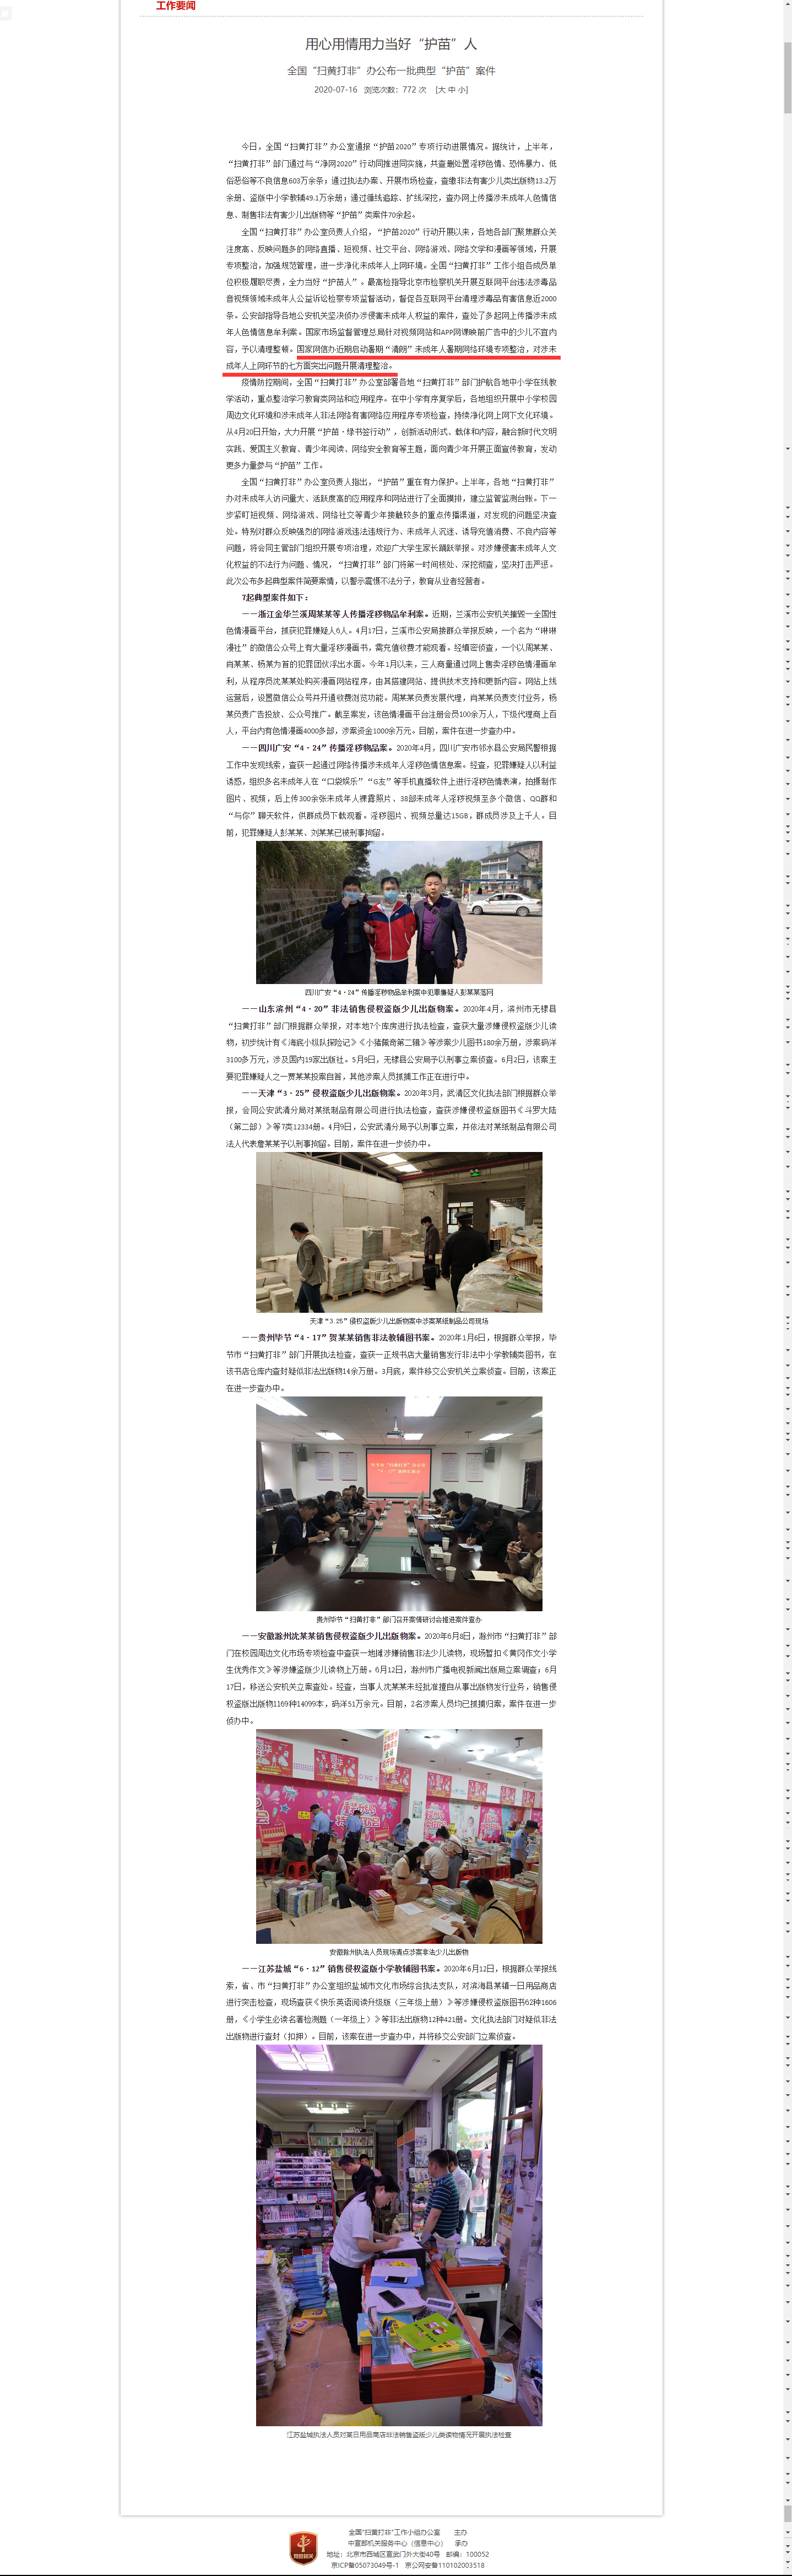 工作要闻
用心用情用力当好“护苗”人
全国“扫黄打非”办公布一批典型“护苗”案件
2020-07-16 浏览次数：772 次 [大 中 小]
今日，全国“扫黄打非”办公室通报“护苗2020”专项行动进展情况。据统计，上半年，
“扫黄打非”部门通过与“净网2020”行动同推进同实施，共查删处置淫秽色情、恐怖暴力、低
俗恶俗等不良信息603万余条；通过执法办案、开展市场检查，查缴非法有害少儿类出版物13.2万
余册、盗版中小学教辅49.1万余册；通过循线追踪、扩线深挖，查办网上传播涉未成年人色情信
息、制售非法有害少儿出版物等“护苗”类案件70余起。
全国“扫黄打非”办公室负责人介绍，“护苗2020”行动开展以来，各地各部门聚焦群众关
注度高、反映问题多的网络直播、短视频、社交平台、网络游戏、网络文学和漫画等领域，开展
专项整治，加强规范管理，进一步净化未成年人上网环境。全国“扫黄打非”工作小组各成员单
位积极履职尽责，全力当好“护苗人”。最高检指导北京市检察机关开展互联网平台违法涉毒品
音视频领域未成年人公益诉讼检察专项监督活动，督促各互联网平台清理涉毒品有害信息近2000
条。公安部指导各地公安机关坚决侦办涉侵害未成年人权益的案件，查处了多起网上传播涉未成
年人色情信息牟利案。国家市场监督管理总局针对视频网站和APP网课映前广告中的少儿不宜内
容，予以清理整顿。国家网信办近期启动暑期“清朗”未成年人暑期网络环境专项整治，对涉未
成年人上网环节的七方面突出问题开展清理整治。
疫情防控期间，全国“扫黄打非”办公室部署各地“扫黄打非”部门护航各地中小学在线教
学活动，重点整治学习教育类网站和应用程序。在中小学有序复学后，各地组织开展中小学校园
周边文化环境和涉未成年人非法网络有害网络应用程序专项检查，持续净化网上网下文化环境。
从4月20日开始，大力开展“护苗·绿书签行动”，创新活动形式、载体和内容，融合新时代文明
实践、爱国主义教育、青少年阅读、网络安全教育等主题，面向青少年开展正面宣传教育，发动
更多力量参与“护苗”工作。
全国“扫黄打非”办公室负责人指出，“护苗”重在有力保护。上半年，各地“扫黄打非”
办对未成年人访问量大、活跃度高的应用程序和网站进行了全面摸排，建立监管监测台账。下一
步紧盯短视频、网络游戏、网络社交等青少年接触较多的重点传播渠道，对发现的问题坚决查
处。特别对群众反映强烈的网络游戏违法违规行为、未成年人沉迷、诱导充值消费、不良内容等
问题，将会同主管部门组织开展专项治理，欢迎广大学生家长踊跃举报。对涉侵害未成年人文
化权益的不法行为问题、情况，“扫黄打非”部门将第一时间核处、深挖彻查，坚决打击严惩。
此次公布多起典型案件简要案情，以警示震慑不法分子，教育从业者经营者。
7起典型案件如下：
——浙江金华兰溪周某某等人传播淫秽物品牟利案。近期，兰溪市公安机关摧毁一全国性
色情漫画平台，抓获犯罪嫌疑人6人。4月17日，兰溪市公安局接群众举报反映，一个名为“咻咻
漫社”的微信公众号上有大量淫秽漫画书，需充值收费才能观看。经缜密侦查，一个以周某某、
肖某某、杨某为首的犯罪团伙浮出水面。今年1月以来，三人商量通过网上售卖淫秽色情漫画牟
利，从程序员沈某某处购买漫画网站程序，由其搭建网站、提供技术支持和更新内容。网站上线
运营后，设置微信公众号并开通收费浏览功能。周某某负责发展代理，肖某某负责支付业务，杨
某负责广告投放、公众号推广。截至案发，该色情漫画平台注册会员100余万人，下级代理商上百
人，平台内有色情漫画4000多部，涉案资金1000余万元。目前，案件在进一步查办中。
——四川广安“4·24”传播淫秽物品案。2020年4月，四川广安市邻水县公安局民警根据
工作中发现线索，查获一起通过网络传播涉未成年人淫秽色情信息案。经查，犯罪嫌疑人以利益
诱惑，组织多名未成年人在“口袋娱乐”“G友”等手机直播软件上进行淫秽色情表演，拍摄制作
图片、视频，后上传300余张未成年人裸露照片、38部未成年人淫秽视频至多个微信、QQ群和
“与你”聊天软件，供群成员下载观看。淫秽图片、视频总量达15GB，群成员涉及上千人。目
前，犯罪嫌疑人彭某某、刘某某已被刑事拘留。
四川广安“4·24”传播淫秽物品牟利案中犯罪嫌疑人彭某某落网
——山东滨州“4·20”非法销售侵权盗版少儿出版物案。2020年4月，滨州市无棣县
“扫黄打非”部门根据群众举报，对本地7个库房进行执法检查，查获大量涉嫌侵权盗版少儿读
物，初步统计有《海底小纵队探险记》《小猪佩奇第二辑》等涉案少儿图书180余万册，涉案码洋
3100多万元，涉及国内19家出版社。5月9日，无棣县公安局予以刑事立案侦查。6月2日，该案主
要犯罪嫌疑人之一贾某某投案自首，其他涉案人员抓捕工作正在进行中。
——天津“3·25”侵权盗版少儿出版物案。2020年3月，武清区文化执法部门根据群众举
报，会同公安武清分局对某纸制品有限公司进行执法检查，查获涉嫌侵权盗版图书《斗罗大陆
（第二部）》等7类12334册。4月9日，公安武清分局予以刑事立案，并依法对某纸制品有限公司
法人代表詹某某予以刑事拘留。目前，案件在进一步侦办中。
天津“3.25”侵权盗版少儿出版物案中涉案某纸制品公司现场
——贵州毕节“4·17”贺某某销售非法教辅图书案。2020年1月6日，根据群众举报，毕
节市“扫黄打非”部门开展执法检查，查获一正规书店大量销售发行非法中小学教辅类图书，在
该书店仓库内查封疑似非法出版物14余万册。3月底，案件移交公安机关立案侦查。目前，该案正
在进一步查办中。
贵州毕节“扫黄打非”部门召开案情研讨会推进案件查办
——安徽滁州沈某某销售侵权盗版少儿出版物案。2020年6月8日，滁州市“扫黄打非”部
门在校园周边文化市场专项检查中查获一地摊涉嫌销售非法少儿读物，现场暂扣《黄冈作文小学
生优秀作文》等涉嫌盗版少儿读物上万册。6月12日，滁州市广播电视新闻出版局立案调查；6月
17日，移送公安机关立案查处。经查，当事人沈某某未经批准擅自从事出版物发行业务，销售侵
权盗版出版物1169种14099本，码洋51万余元。目前，2名涉案人员均已抓捕归案，案件在进一步
侦办中。
安徽滁州执法人员现场清点涉案非法少儿出版物
——江苏盐城“6·12”销售侵权盗版小学教辅图书案。2020年6月12日，根据群众举报线
索，省、市“扫黄打非”办公室组织盐城市文化市场综合执法支队，对滨海县某镇一日用品商店
进行突击检查，现场查获《快乐英语阅读升级版（三年级上册）》等涉嫌侵权盗版图书62种1606
册，《小学生必读名著检测题（一年级上）》等非法出版物12种421册。文化执法部门对疑似非法
出版物进行查封（扣押）。目前，该案在进一步查办中，并将移交公安部门立案侦查。
江苏盐城执法人员对某日用品商店非法销售盗版少儿类读物情况开展执法检查
全国“扫黄打非”工作小组办公室 主办
中宣部机关服务中心（信息中心） 承办
地址：北京市西城区宣武门外大街40号 邮编：100052
京ICP备05073049号-1 京公网安备110102003518